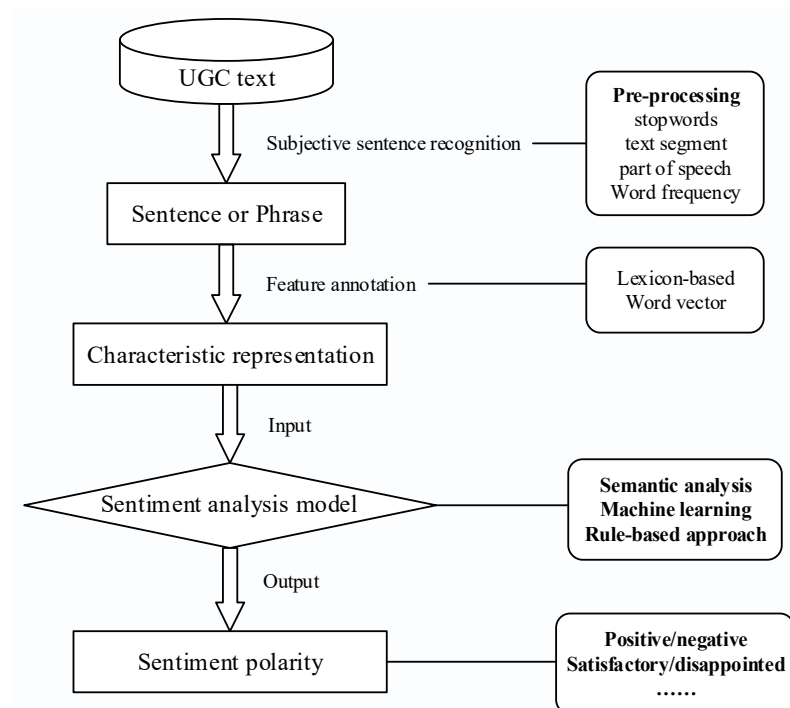 UGC text
Subjective sentence recognition
Pre-processing
stopwords
text segment
part of speech
Word frequency
Sentence or Phrase
Feature annotation
Lexicon-based
Word vector
Characteristic representation
Input
Sentiment analysis model
Semantic analysis
Machine learning
Rule-based approach
Output
Sentiment polarity
Positive/negative
Satisfactory/disappointed
……